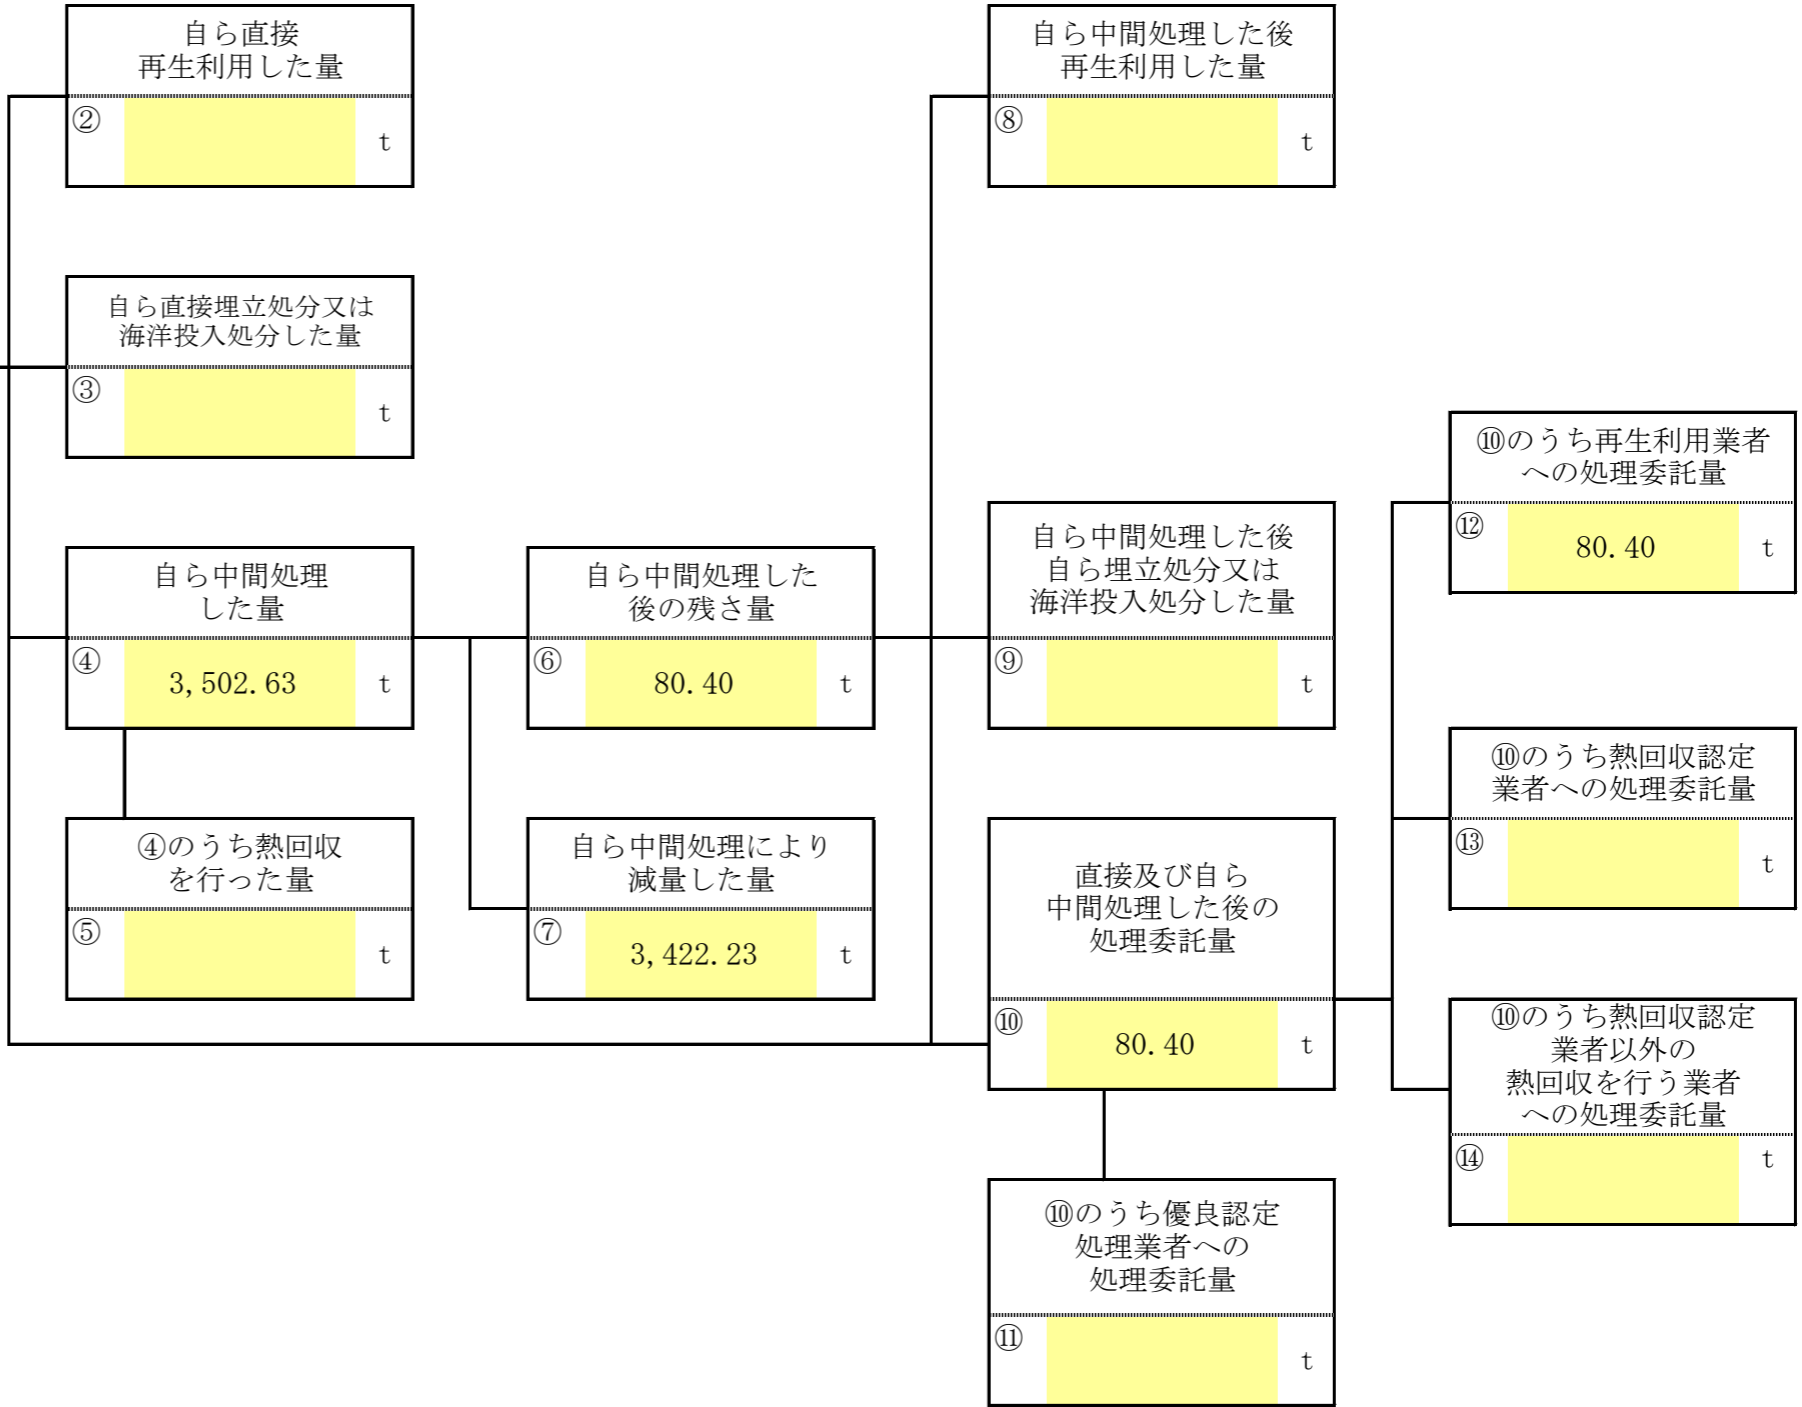 自ら直接
再生利用した量
② t
自ら中間処理した後
再生利用した量
⑧ t
自ら直接埋立処分又は
海洋投入処分した量
③ t
⑩のうち再生利用業者
への処理委託量
⑫ 80.40 t
自ら中間処理
した量
④ 3,502.63 t
自ら中間処理した
後の残さ量
⑥ 80.40 t
自ら中間処理した後
自ら埋立処分又は
海洋投入処分した量
⑨ t
⑩のうち熱回収認定
業者への処理委託量
⑬ t
④のうち熱回収
を行った量
⑤ t
自ら中間処理により
減量した量
⑦ 3,422.23 t
直接及び自ら
中間処理した後の
処理委託量
⑩ 80.40 t
⑩のうち熱回収認定
業者以外の
熱回収を行う業者
への処理委託量
⑭ t
⑩のうち優良認定
処理業者への
処理委託量
⑪ t